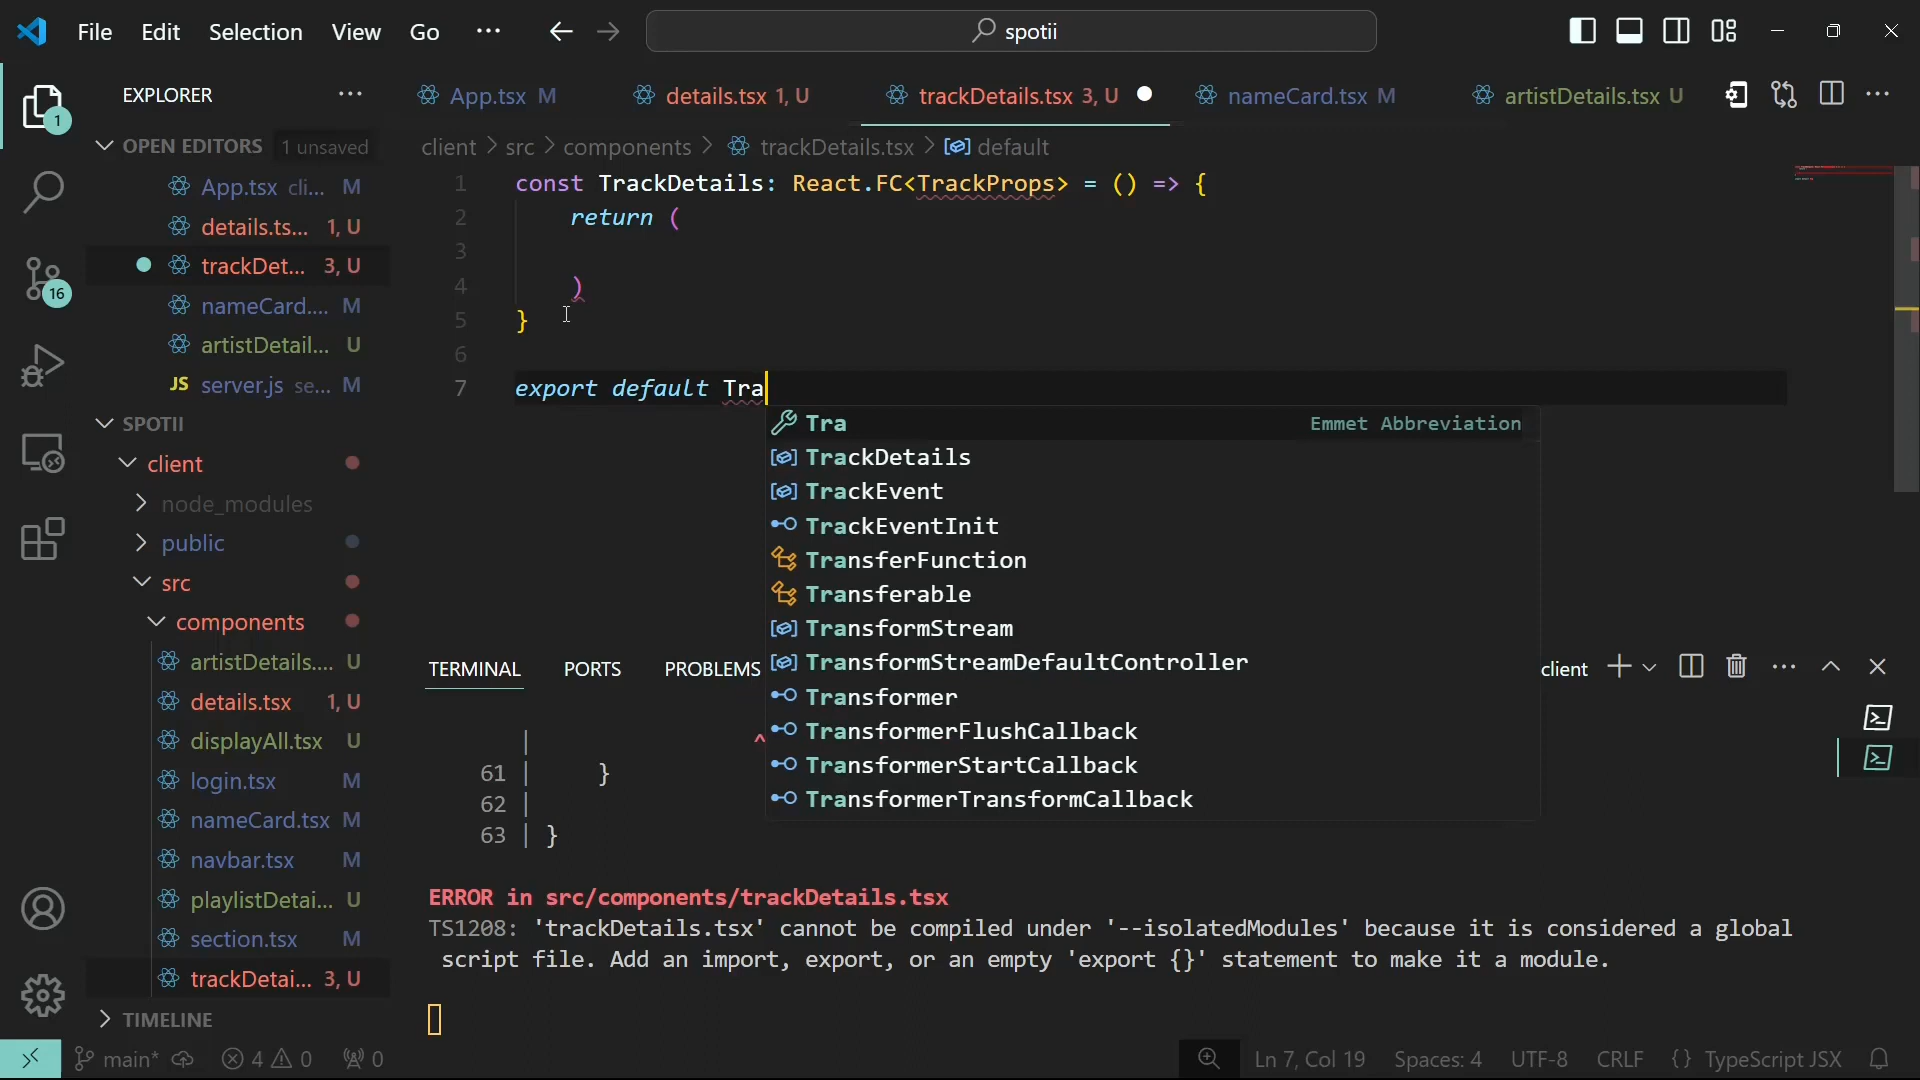 File Edit Selection View Go ··· spotii
EXPLORER ···
App.tsx M details.tsx 1, U trackDetails.tsx 3, U nameCard.tsx M artistDetails.tsx U ···
OPEN EDITORS 1 unsaved
client > src > components > trackDetails.tsx > default
App.tsx cli... M
details.ts... 1, U
trackDet... 3, U
nameCard.... M
artistDetail... U
JS server.js se... M
1 const TrackDetails: React.FC<TrackProps> = () => {
2 return (
3
4 )
5 }
6
7 export default Tra
Tra Emmet Abbreviation
TrackDetails
TrackEvent
TrackEventInit
TransferFunction
Transferable
TransformStream
TransformStreamDefaultController
Transformer
TransformerFlushCallback
TransformerStartCallback
TransformerTransformCallback
1
16
SPOTII
client
node_modules
public
src
components
artistDetails.... U
details.tsx 1, U
displayAll.tsx U
login.tsx M
nameCard.tsx M
navbar.tsx M
playlistDetai... U
section.tsx M
trackDetai... 3, U
TIMELINE
TERMINAL PORTS PROBLEMS client ···
| ^
61 | }
62 |
63 | }
ERROR in src/components/trackDetails.tsx
TS1208: 'trackDetails.tsx' cannot be compiled under '--isolatedModules' because it is considered a global
script file. Add an import, export, or an empty 'export {}' statement to make it a module.
main* 4 0 0 Ln 7, Col 19 Spaces: 4 UTF-8 CRLF {} TypeScript JSX